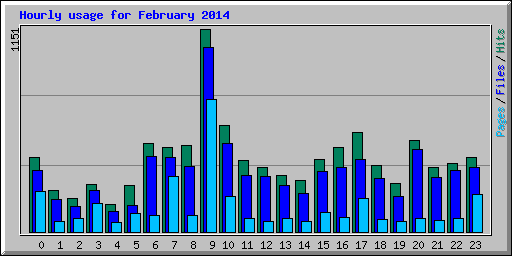 Hourly usage for February 2014
1151
Pages / Files / Hits
0 1 2 3 4 5 6 7 8 9 10 11 12 13 14 15 16 17 18 19 20 21 22 23